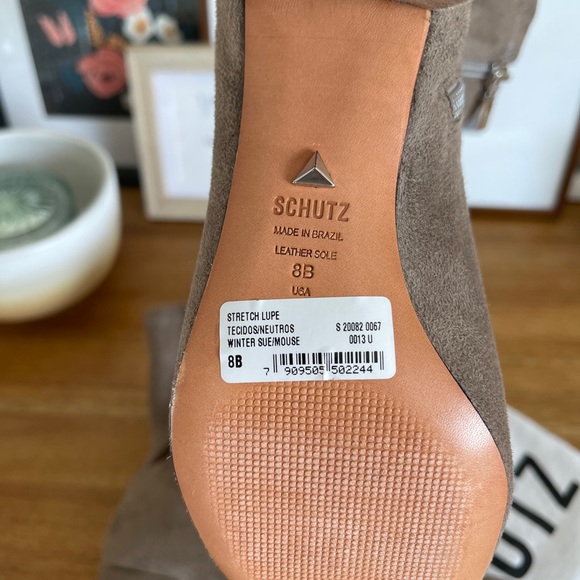 SCHUTZ
MADE IN BRAZIL
LEATHER SOLE
8B
USA
STRETCH LUPE
TECIDOS/NEUTROS S 20082 0067
WINTER SUE/MOUSE 0013 U
8B
7 909505 502244
HUTZ